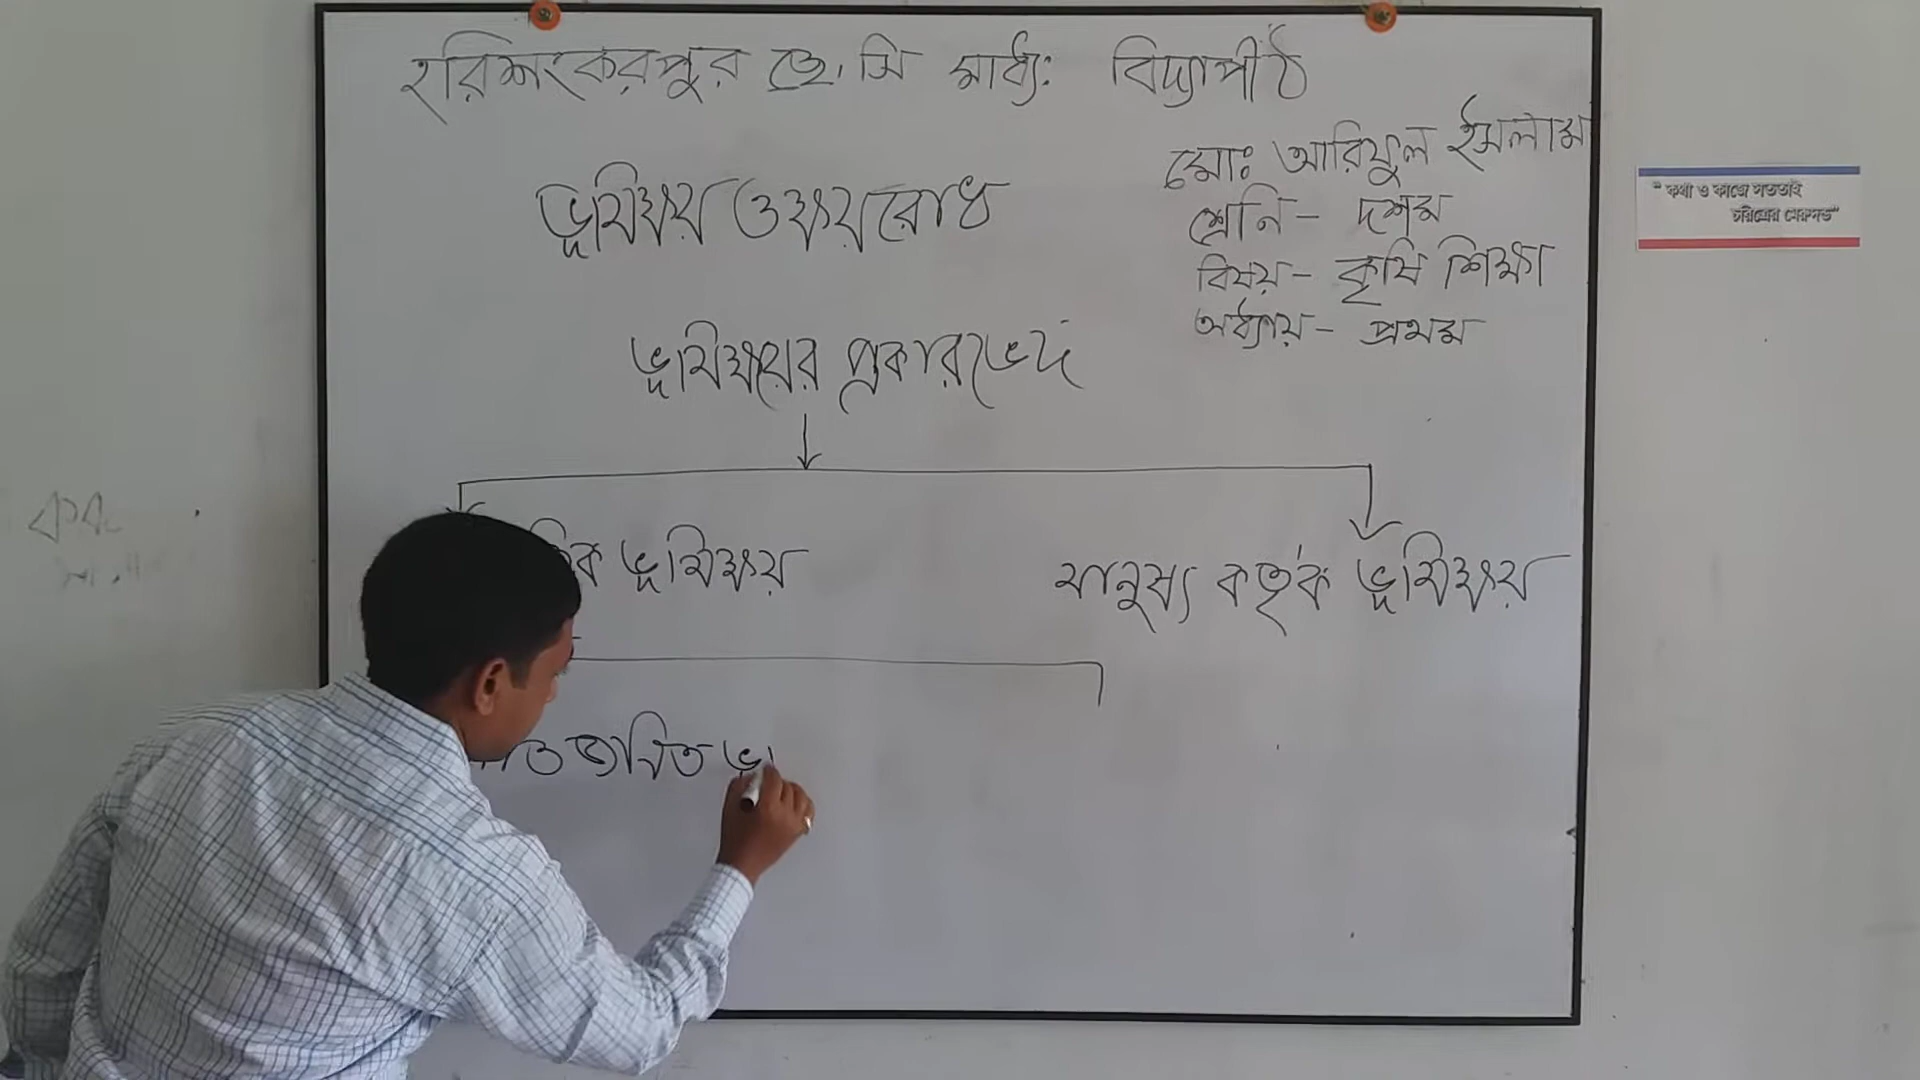 হরিশংকরপুর জে, সি মাধ্য: বিদ্যাপীঠ
মোঃ আরিফুল ইসলাম
শ্রেনি - দশম
বিষয় - কৃষি শিক্ষা
অধ্যায় - প্রথম
ভূমিক্ষয় ও ক্ষয়রোধ
ভূমিক্ষয়ের প্রকারভেদ
ভূমিক্ষয়
মানুষ্য কর্তৃক ভূমিক্ষয়
জনিত
"কথা ও কাজে সততাই
চরিত্রের মেরুদন্ড"